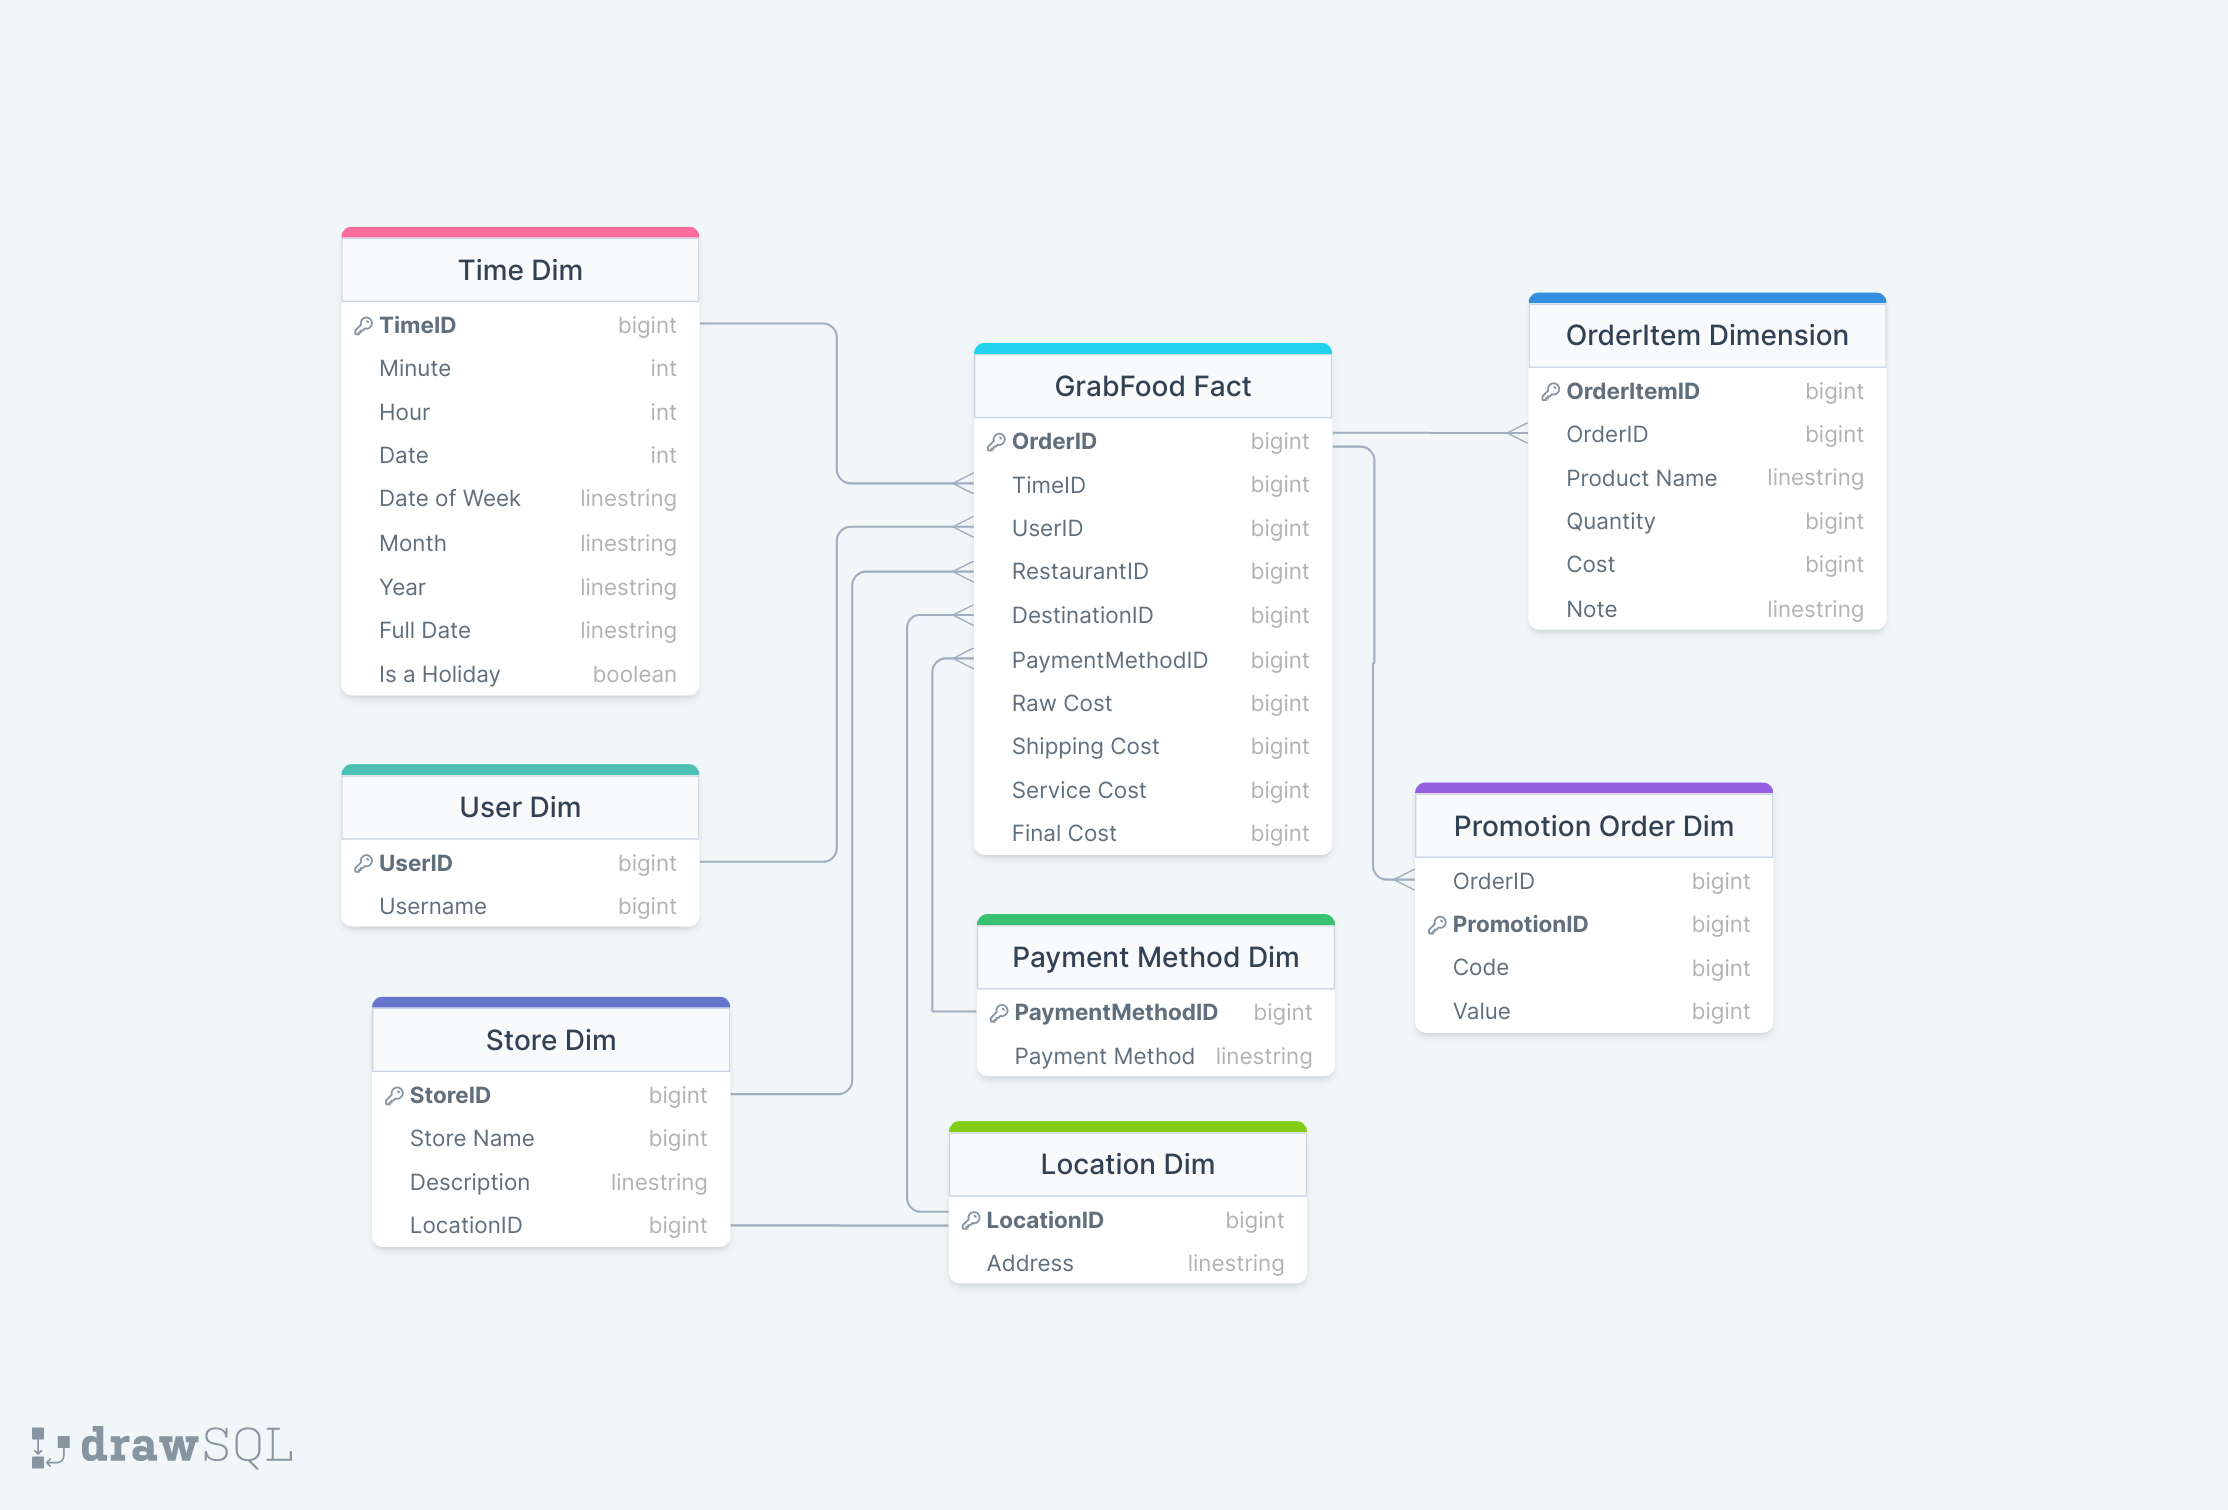 Time Dim
TimeID bigint
Minute int
Hour int
Date int
Date of Week linestring
Month linestring
Year linestring
Full Date linestring
Is a Holiday boolean
User Dim
UserID bigint
Username bigint
Store Dim
StoreID bigint
Store Name bigint
Description linestring
LocationID bigint
GrabFood Fact
OrderID bigint
TimeID bigint
UserID bigint
RestaurantID bigint
DestinationID bigint
PaymentMethodID bigint
Raw Cost bigint
Shipping Cost bigint
Service Cost bigint
Final Cost bigint
Payment Method Dim
PaymentMethodID bigint
Payment Method linestring
Location Dim
LocationID bigint
Address linestring
OrderItem Dimension
OrderItemID bigint
OrderID bigint
Product Name linestring
Quantity bigint
Cost bigint
Note linestring
Promotion Order Dim
OrderID bigint
PromotionID bigint
Code bigint
Value bigint
drawSQL